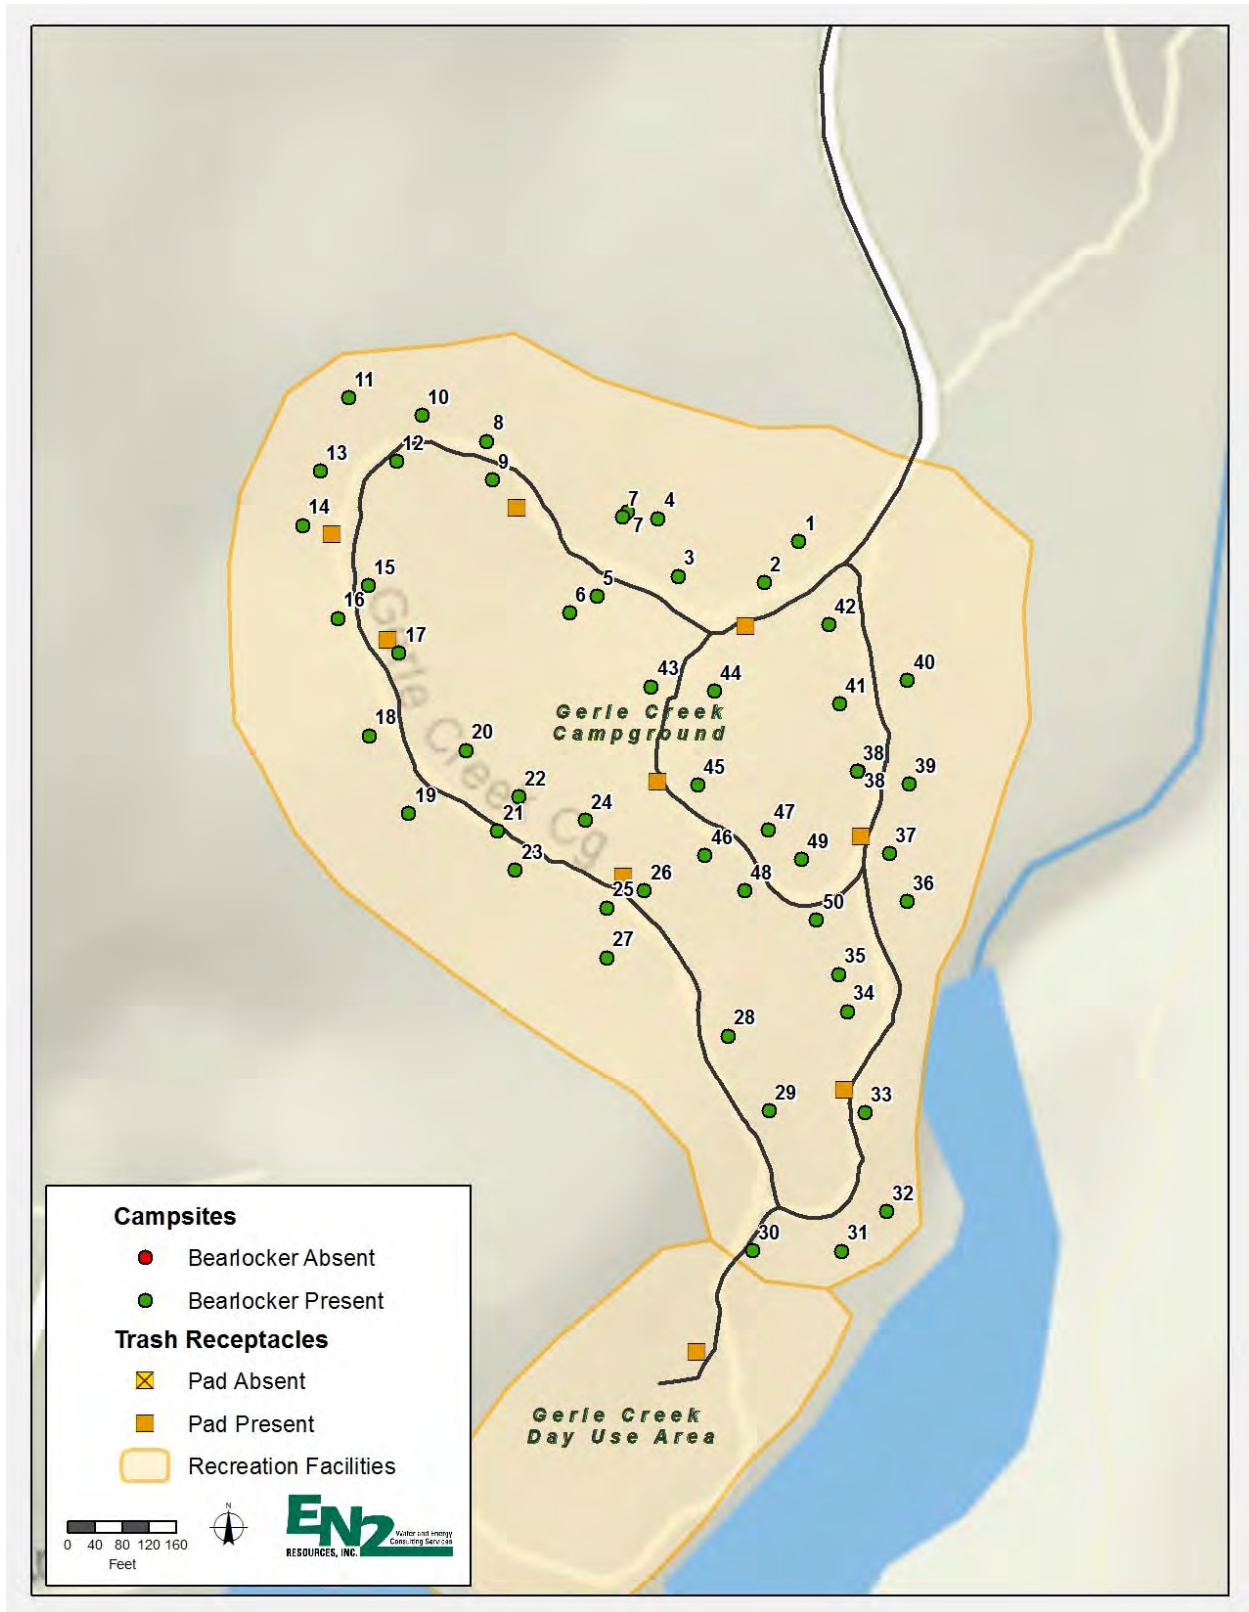 11
10
8
12
9
13
14
7
4
7
1
3
2
15
5
6
16
42
17
43
44
40
41
Gerle Creek
Campground
Gerle Creek Cg
18
20
38
38
39
45
22
19
24
21
47
46
49
37
23
26
48
36
25
50
27
35
34
28
29
33
32
30
31
Gerle Creek
Day Use Area
Campsites
Bearlocker Absent
Bearlocker Present
Trash Receptacles
Pad Absent
Pad Present
Recreation Facilities
N
0 40 80 120 160
Feet
EN2
RESOURCES, INC.
Water and Energy
Consulting Services